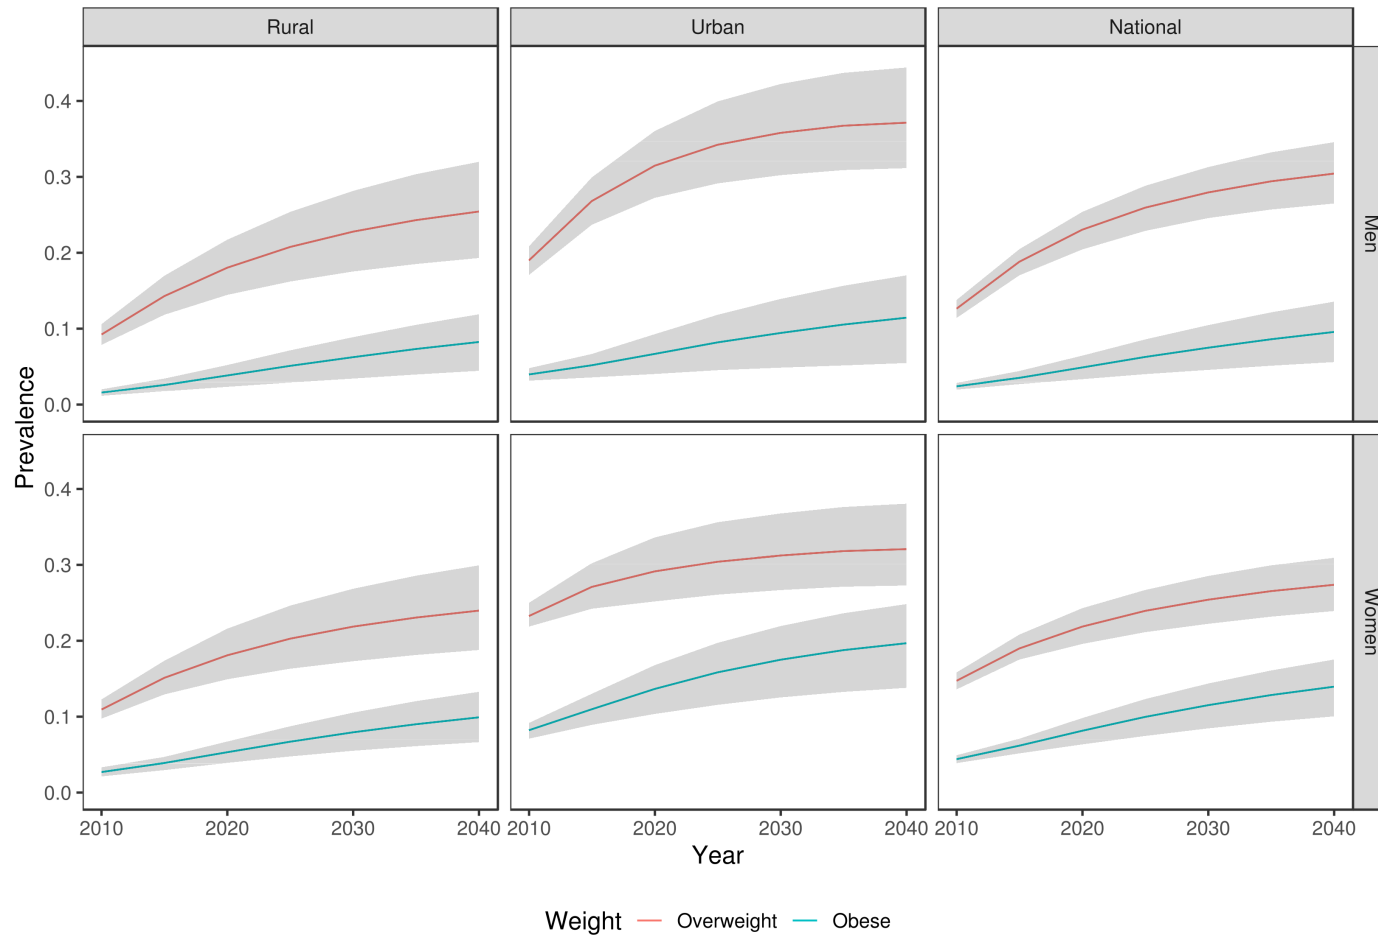 Rural Urban National
0.4
0.3
0.2
0.1
0.0
Men
Prevalence
0.4
0.3
0.2
0.1
0.0
Women
2010 2020 2030 2040 2010 2020 2030 2040 2010 2020 2030 2040
Year
Weight Overweight Obese